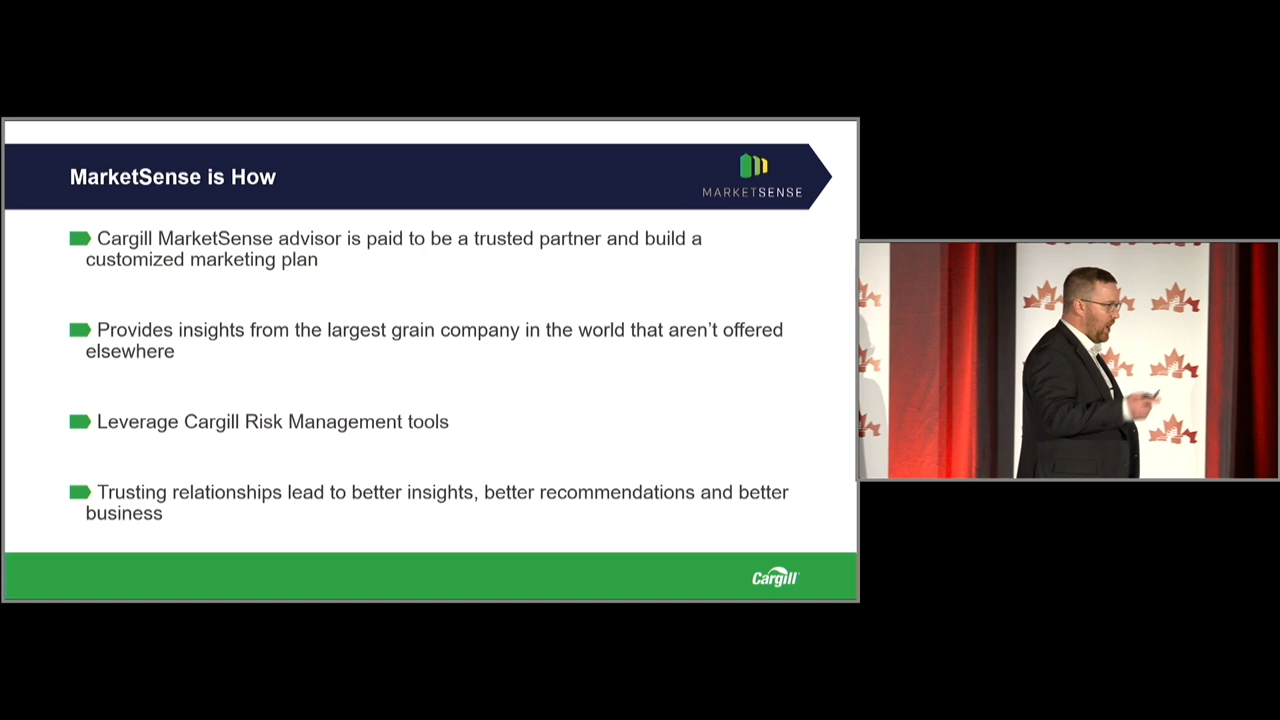 MarketSense is How
MARKETSENSE
Cargill MarketSense advisor is paid to be a trusted partner and build a
customized marketing plan
Provides insights from the largest grain company in the world that aren’t offered
elsewhere
Leverage Cargill Risk Management tools
Trusting relationships lead to better insights, better recommendations and better
business
Cargill